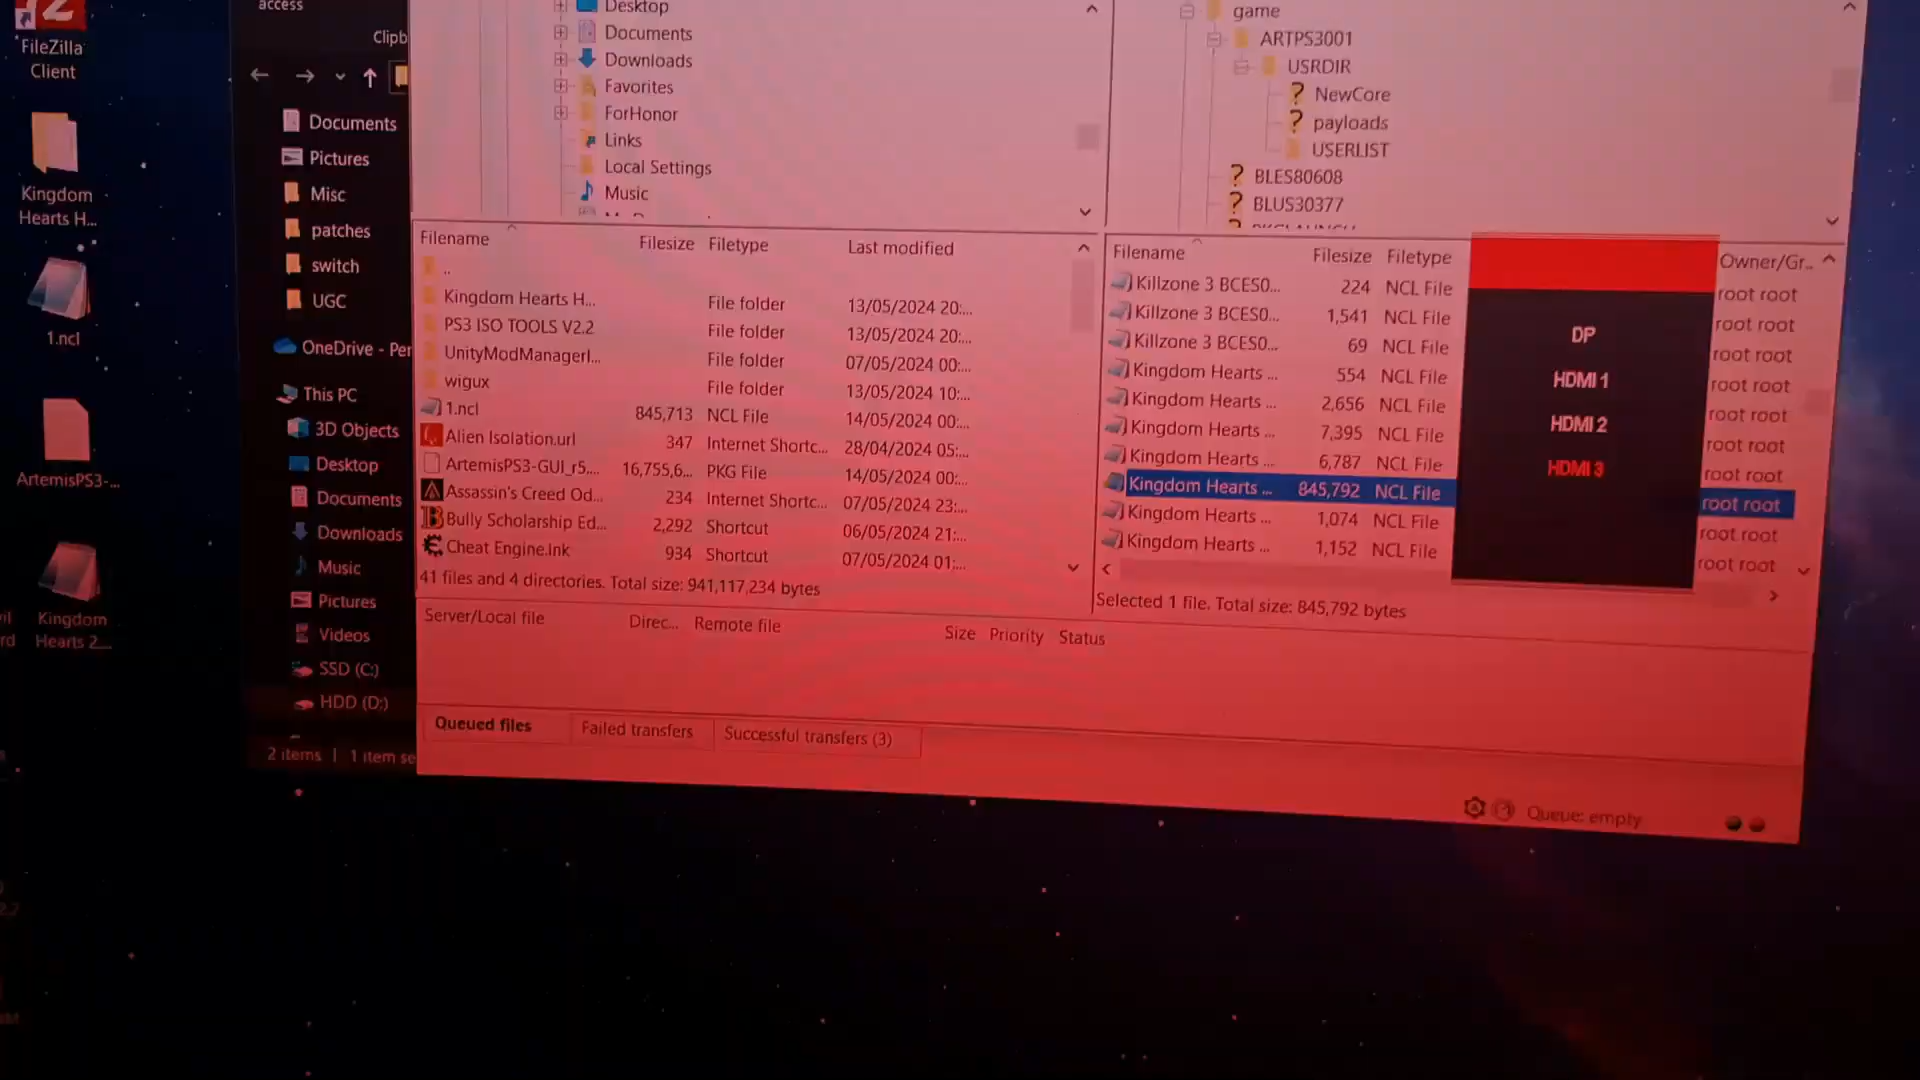 access
FileZilla
Client
Kingdom
Hearts H...
1.ncl
ArtemisPS3-...
Kingdom
Hearts 2....
Clipb
Documents
Pictures
Misc
patches
switch
UGC
OneDrive - Per
This PC
3D Objects
Desktop
Documents
Downloads
Music
Pictures
Videos
SSD (C:)
HDD (D:)
2 items | 1 item se
Desktop
Documents
Downloads
Favorites
ForHonor
Links
Local Settings
Music
Filename Filesize Filetype Last modified
..
Kingdom Hearts H... File folder 13/05/2024 20:...
PS3 ISO TOOLS V2.2 File folder 13/05/2024 20:...
UnityModManagerI... File folder 07/05/2024 00:...
wigux File folder 13/05/2024 10:...
1.ncl 845,713 NCL File 14/05/2024 00:...
Alien Isolation.url 347 Internet Shortc... 28/04/2024 05:...
ArtemisPS3-GUI_r5.... 16,755,6... PKG File 14/05/2024 00:...
Assassin's Creed Od... 234 Internet Shortc... 07/05/2024 23:...
Bully Scholarship Ed... 2,292 Shortcut 06/05/2024 21:...
Cheat Engine.lnk 934 Shortcut 07/05/2024 01:...
41 files and 4 directories. Total size: 941,117,234 bytes
game
ARTPS3001
USRDIR
NewCore
payloads
USERLIST
BLES80608
BLUS30377
Filename Filesize Filetype Owner/Gr...
Killzone 3 BCES0... 224 NCL File root root
Killzone 3 BCES0... 1,541 NCL File root root
Killzone 3 BCES0... 69 NCL File root root
Kingdom Hearts ... 554 NCL File root root
Kingdom Hearts ... 2,656 NCL File root root
Kingdom Hearts ... 7,395 NCL File root root
Kingdom Hearts ... 6,787 NCL File root root
Kingdom Hearts ... 845,792 NCL File root root
Kingdom Hearts ... 1,074 NCL File root root
Kingdom Hearts ... 1,152 NCL File root root
Selected 1 file. Total size: 845,792 bytes
DP
HDMI 1
HDMI 2
HDMI 3
Server/Local file Direc... Remote file Size Priority Status
Queued files Failed transfers Successful transfers (3)
Queue: empty